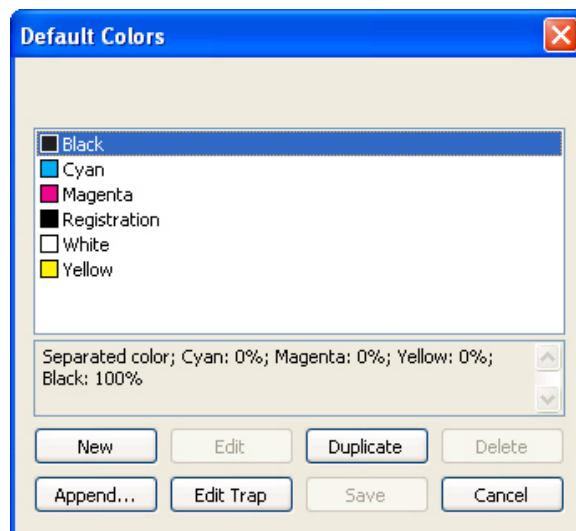 Default Colors
Black
Cyan
Magenta
Registration
White
Yellow
Separated color; Cyan: 0%; Magenta: 0%; Yellow: 0%;
Black: 100%
New Edit Duplicate Delete
Append... Edit Trap Save Cancel